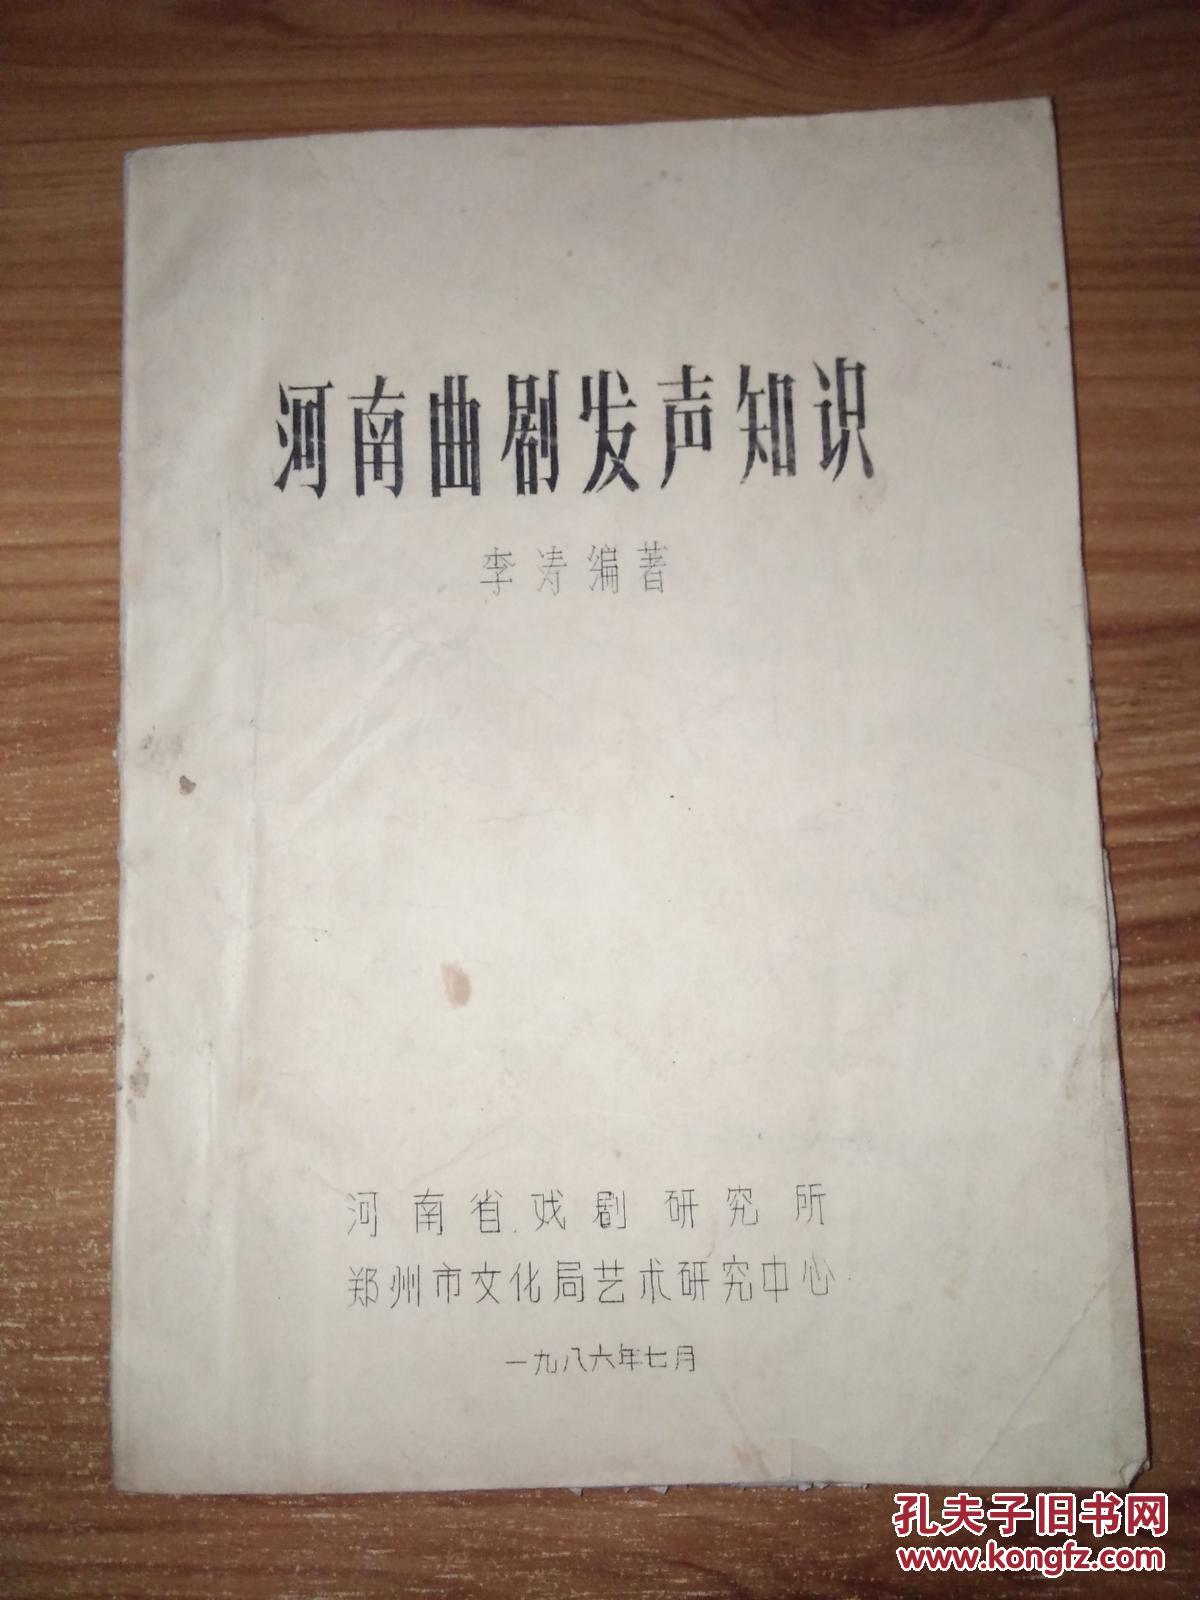 河南曲剧发声知识
李涛编著
河南省戏剧研究所
郑州市文化局艺术研究中心
一九八六年七月
孔夫子旧书网
www.kongfz.com